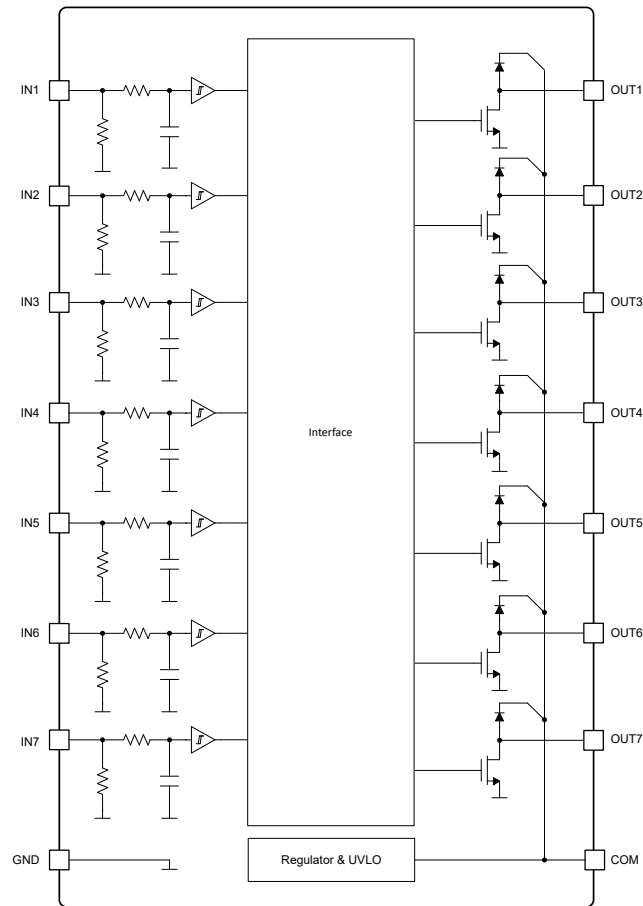 IN1
OUT1
IN2
OUT2
IN3
OUT3
IN4
OUT4
Interface
IN5
OUT5
IN6
OUT6
IN7
OUT7
GND
Regulator & UVLO
COM